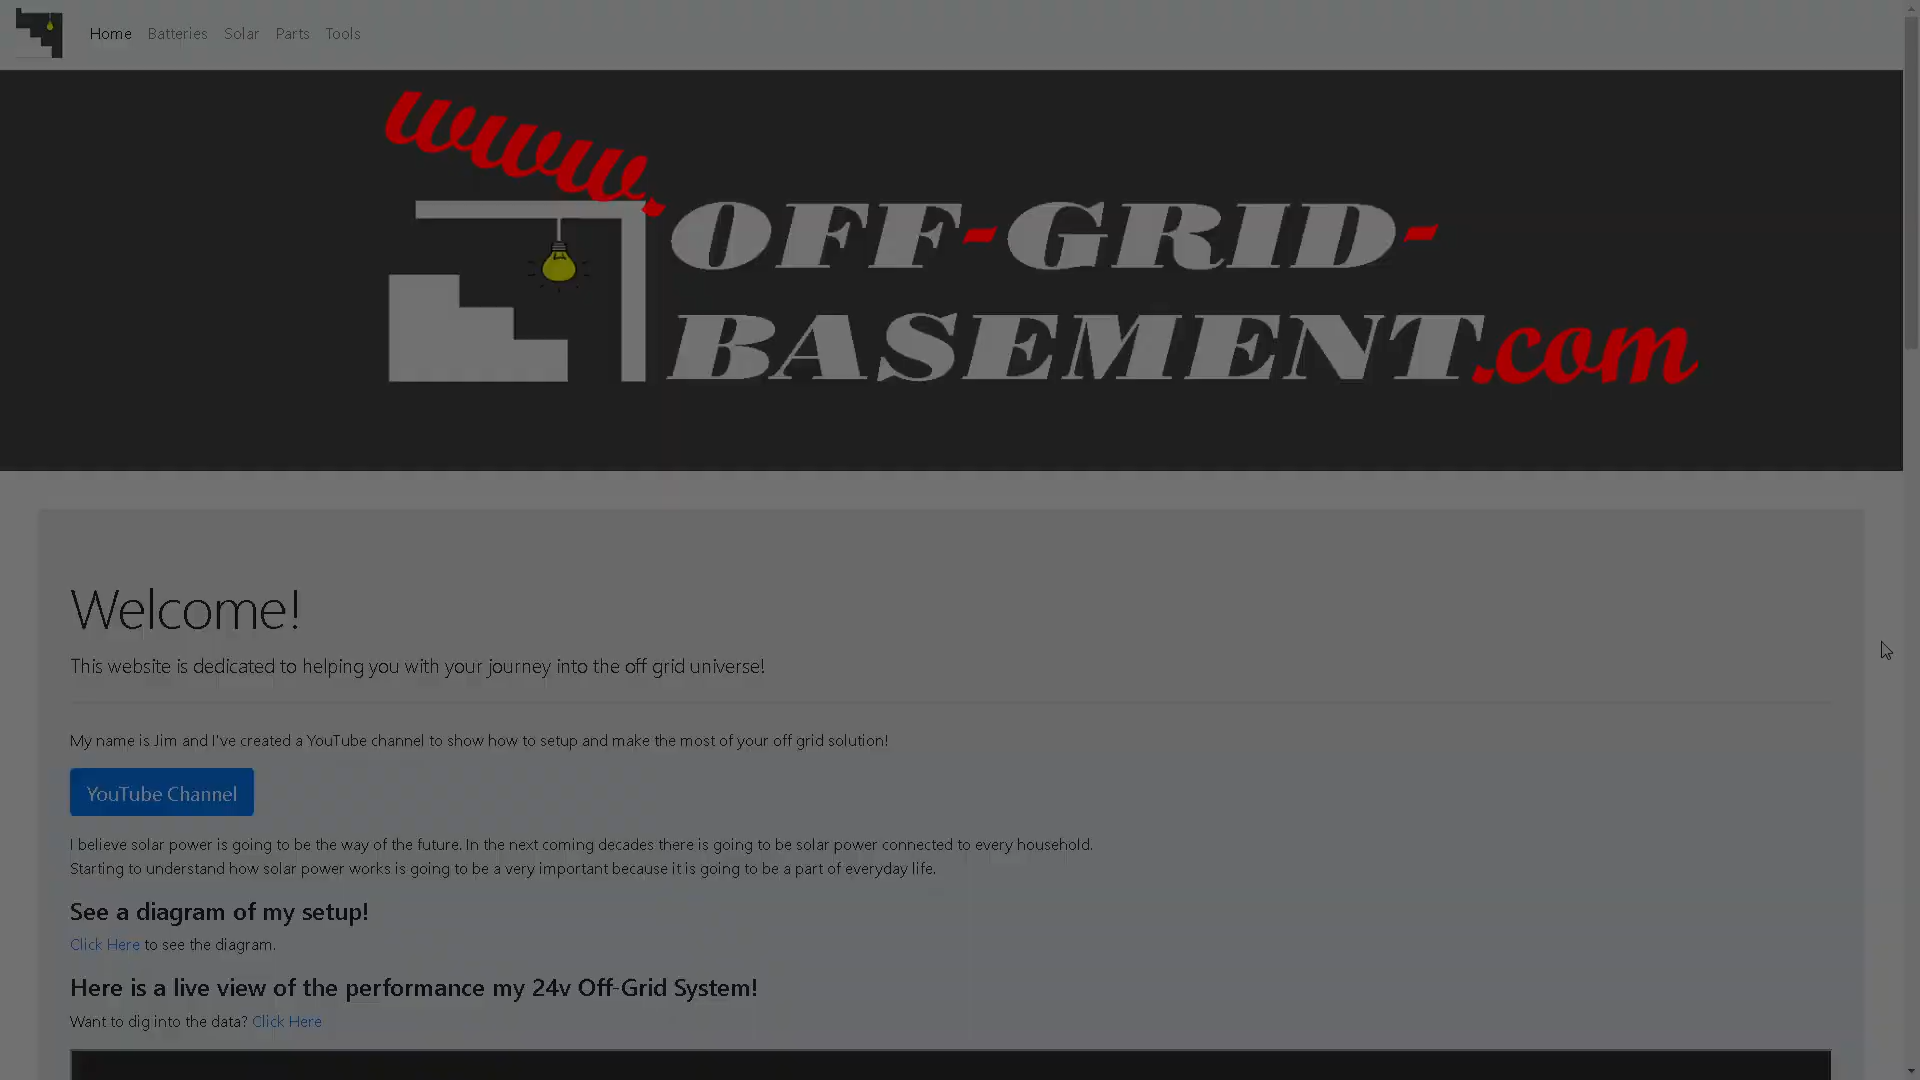 Home Batteries Solar Parts Tools
www.
OFF-GRID-
BASEMENT.com
Welcome!
This website is dedicated to helping you with your journey into the off grid universe!
My name is Jim and I've created a YouTube channel to show how to setup and make the most of your off grid solution!
YouTube Channel
I believe solar power is going to be the way of the future. In the next coming decades there is going to be solar power connected to every household.
Starting to understand how solar power works is going to be a very important because it is going to be a part of everyday life.
See a diagram of my setup!
Click Here to see the diagram.
Here is a live view of the performance my 24v Off-Grid System!
Want to dig into the data? Click Here